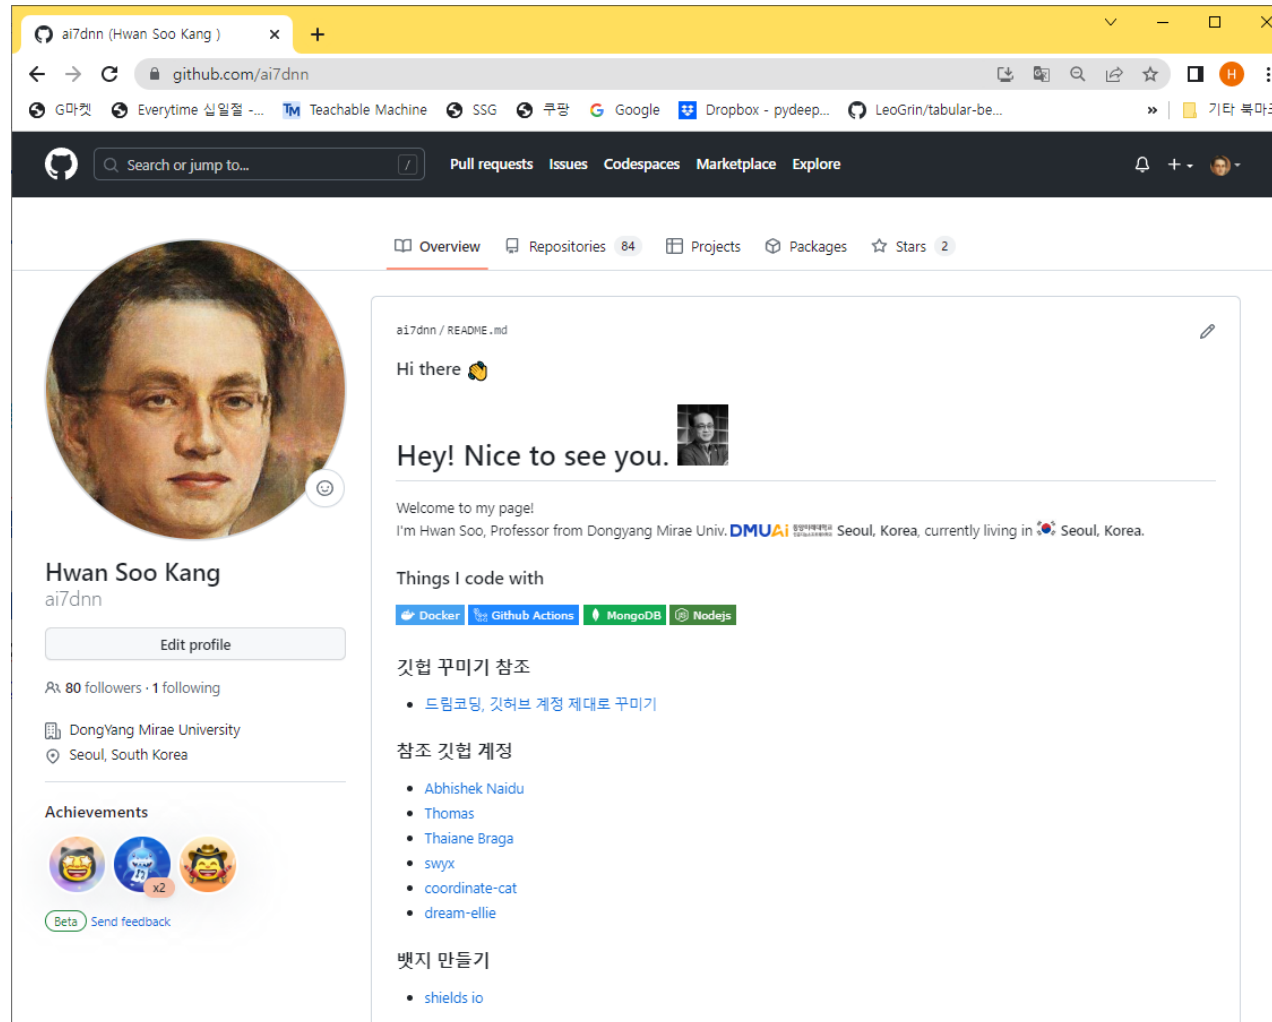 ai7dnn (Hwan Soo Kang )
github.com/ai7dnn
H
G마켓 Everytime 십일절 -... TM Teachable Machine SSG 쿠팡 Google Dropbox - pydeep... LeoGrin/tabular-be... » 기타 북마크
Search or jump to... / Pull requests Issues Codespaces Marketplace Explore
Overview Repositories 84 Projects Packages Stars 2
ai7dnn / README.md
Hi there
Hey! Nice to see you.
Welcome to my page!
I'm Hwan Soo, Professor from Dongyang Mirae Univ. DMUAi Seoul, Korea, currently living in Seoul, Korea.
Things I code with
Docker Github Actions MongoDB Nodejs
깃헙 꾸미기 참조
드림코딩, 깃허브 계정 제대로 꾸미기
참조 깃헙 계정
Abhishek Naidu
Thomas
Thaiane Braga
swyx
coordinate-cat
dream-ellie
뱃지 만들기
shields io
Hwan Soo Kang
ai7dnn
Edit profile
80 followers · 1 following
DongYang Mirae University
Seoul, South Korea
Achievements
x2
Beta Send feedback